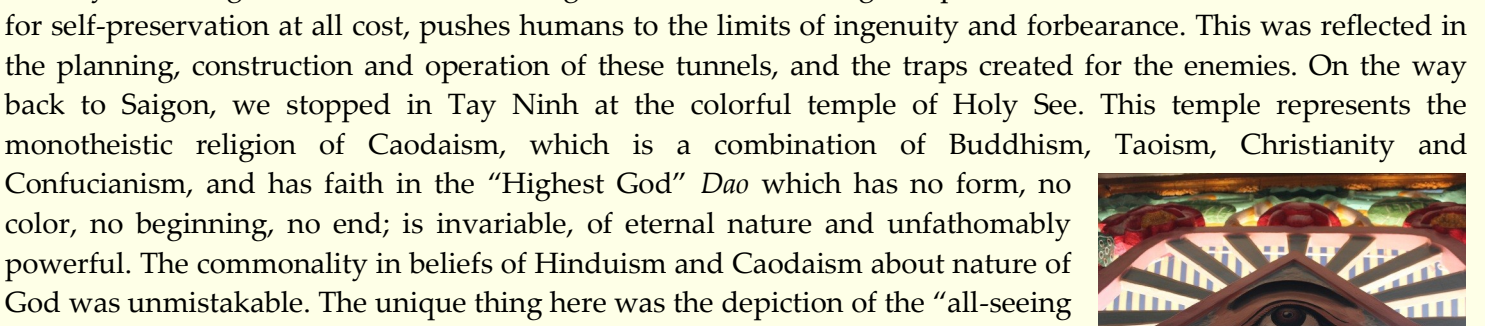 for self-preservation at all cost, pushes humans to the limits of ingenuity and forbearance. This was reflected in
the planning, construction and operation of these tunnels, and the traps created for the enemies. On the way
back to Saigon, we stopped in Tay Ninh at the colorful temple of Holy See. This temple represents the
monotheistic religion of Caodaism, which is a combination of Buddhism, Taoism, Christianity and
Confucianism, and has faith in the “Highest God” Dao which has no form, no
color, no beginning, no end; is invariable, of eternal nature and unfathomably
powerful. The commonality in beliefs of Hinduism and Caodaism about nature of
God was unmistakable. The unique thing here was the depiction of the “all-seeing